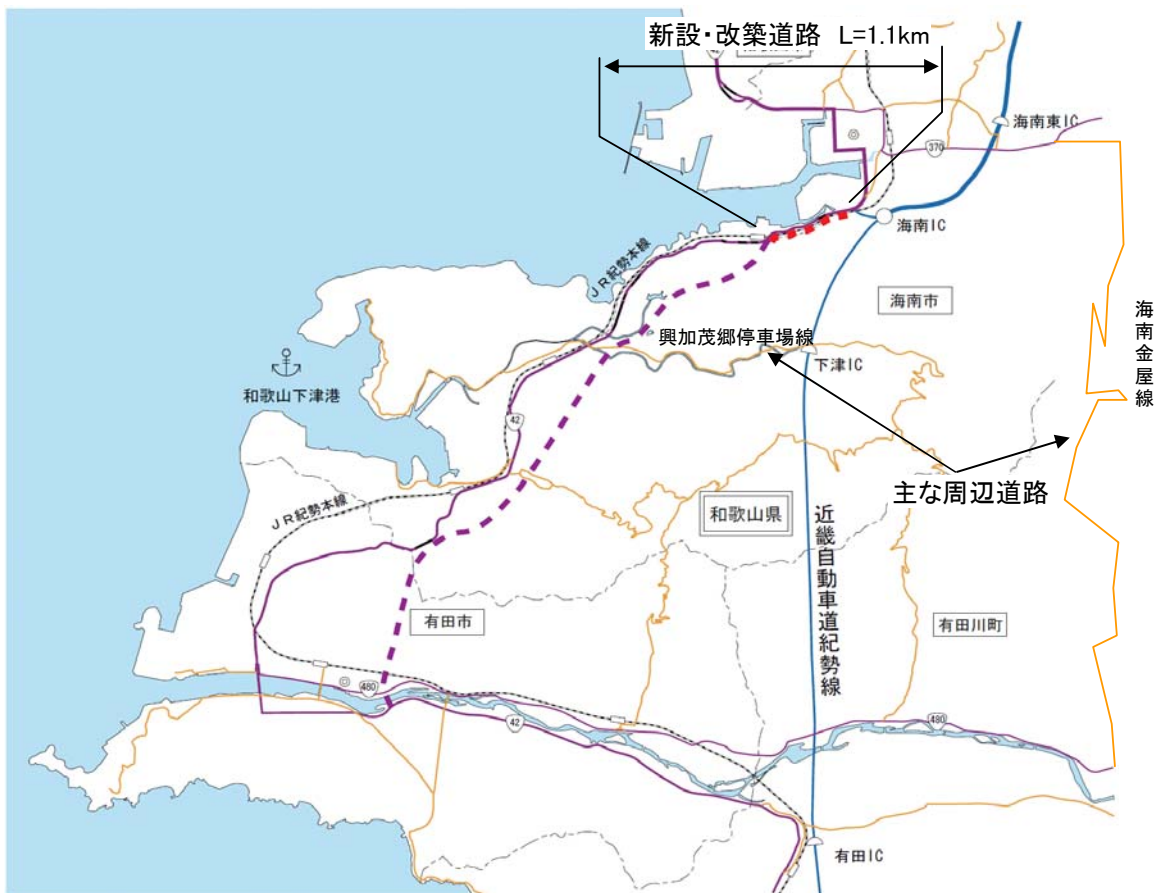 新設・改築道路 L=1.1km
42
海南東IC
370
海南IC
JR紀勢本線
海南市
海南金屋線
興加茂郷停車場線
下津IC
和歌山下津港
42
主な周辺道路
JR紀勢本線
和歌山県
近畿自動車道紀勢線
有田市
有田川町
480
42
480
有田IC